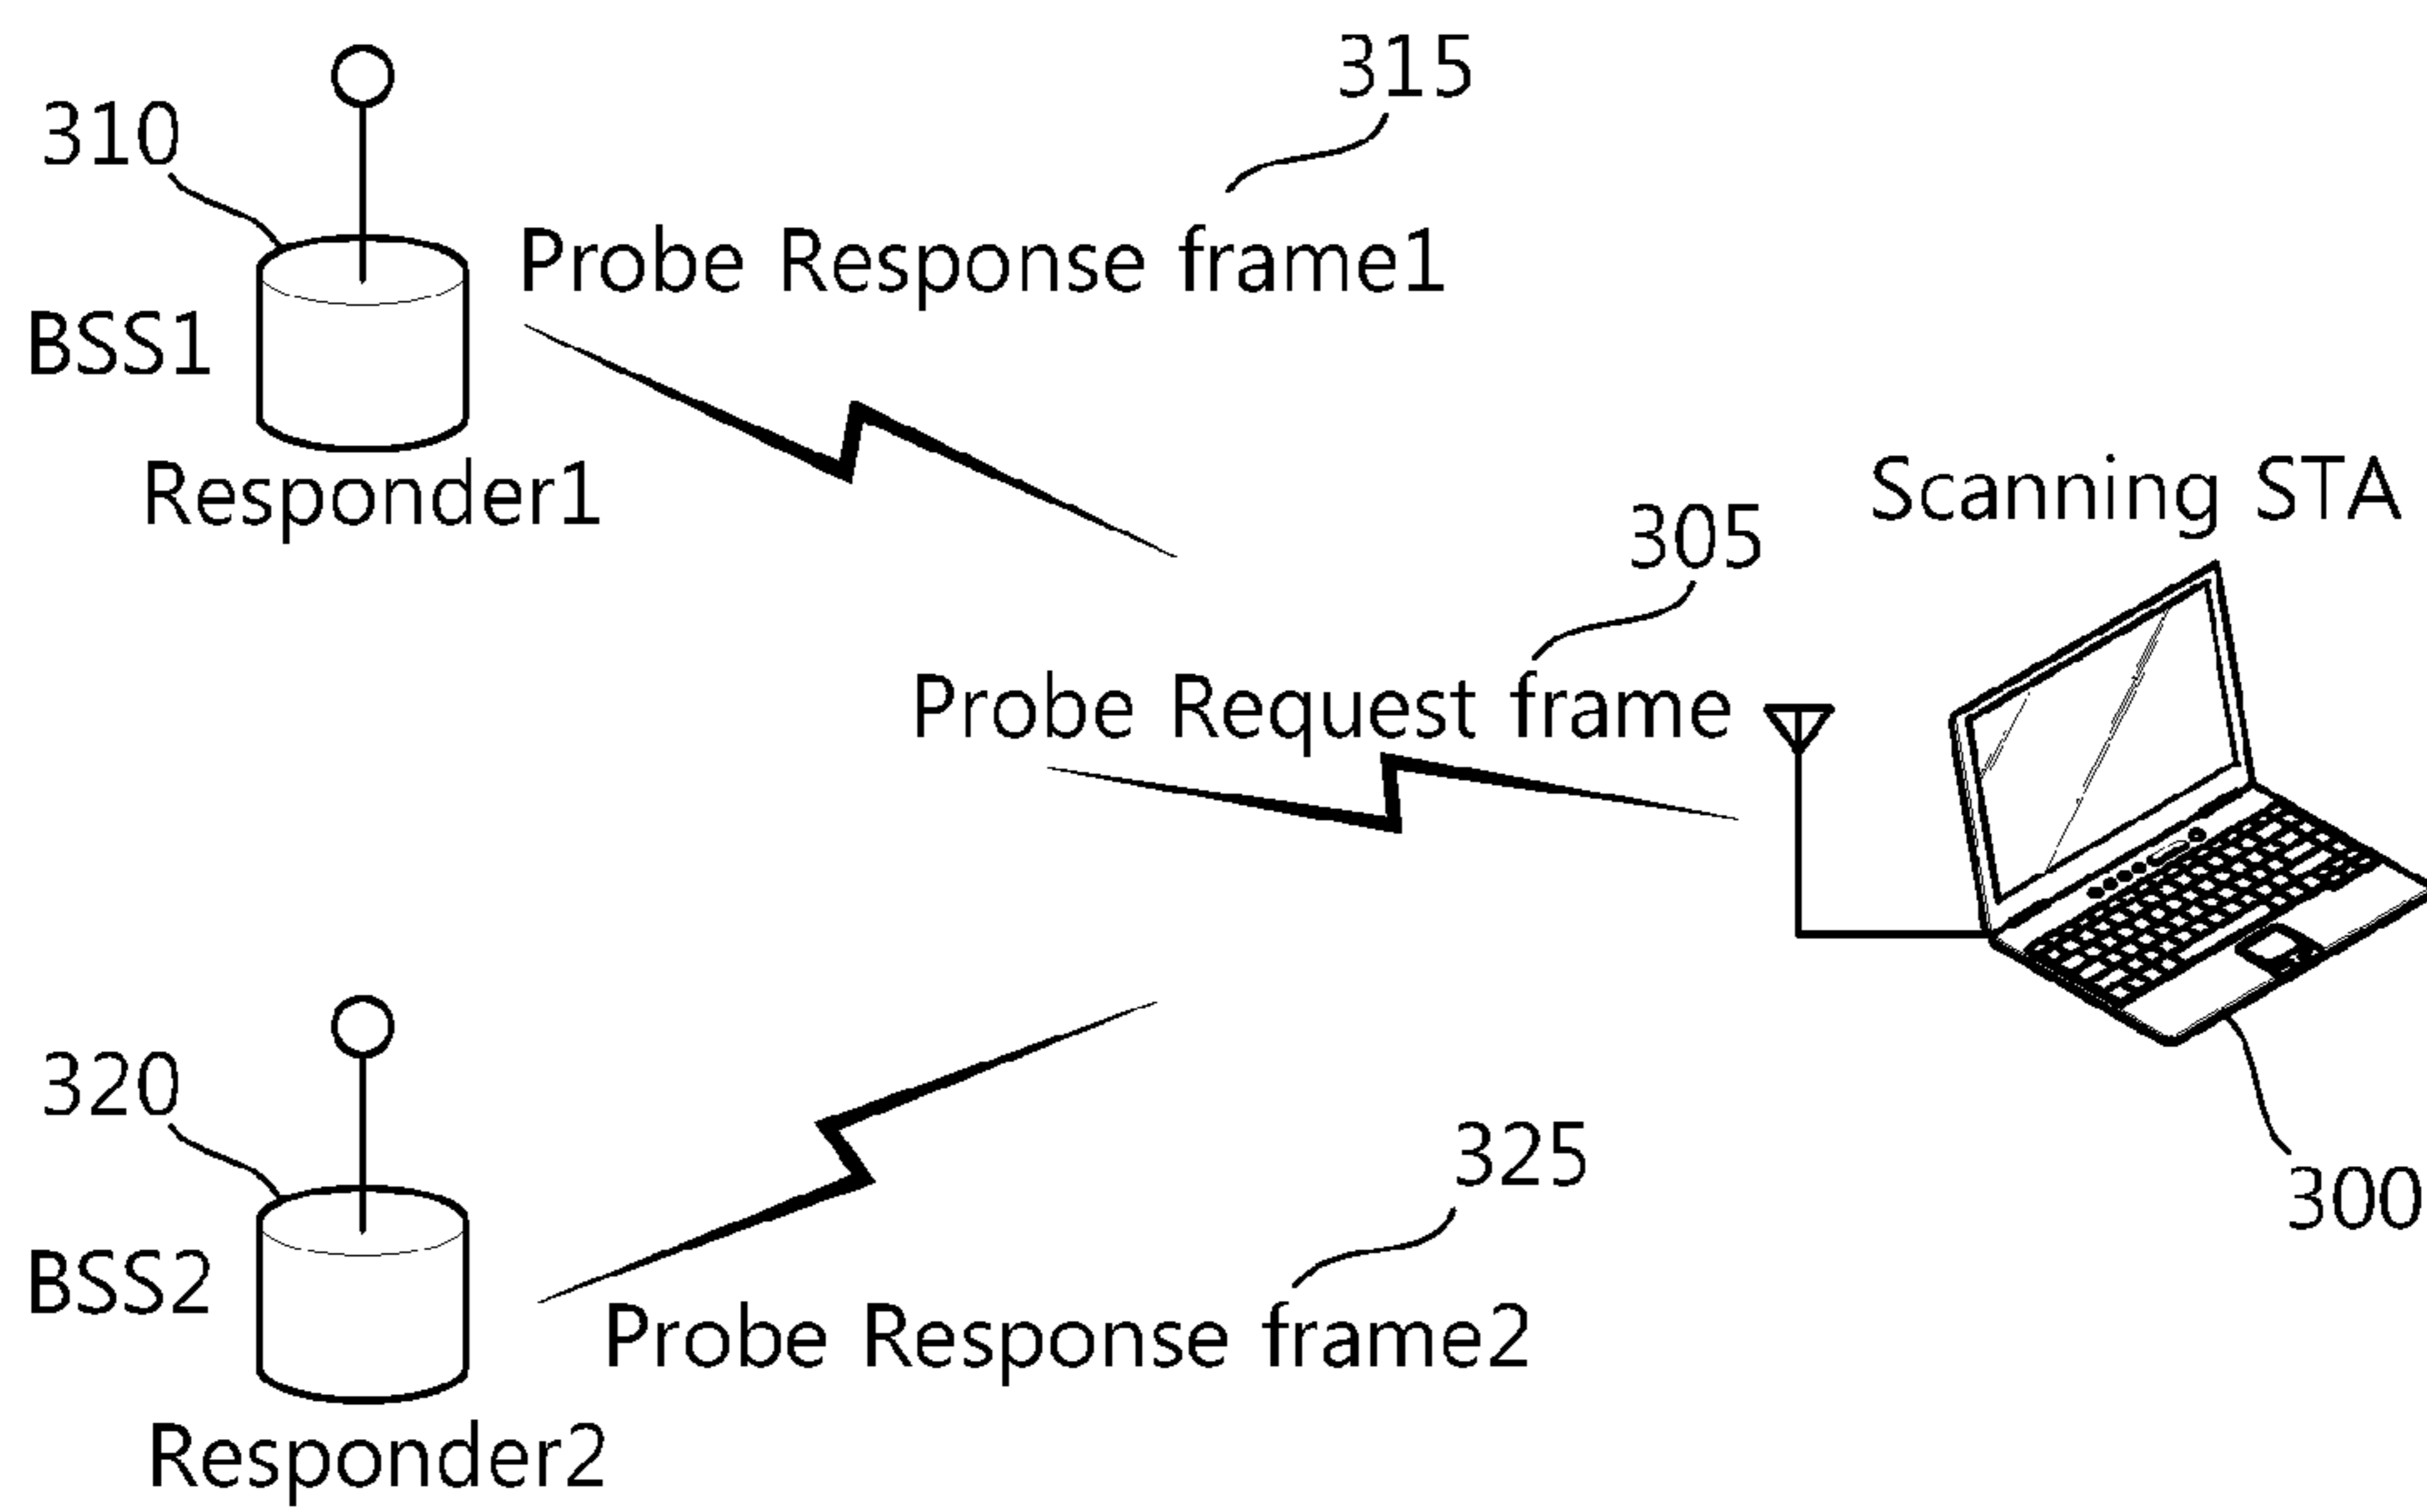 315
310
Probe Response frame1
BSS1
Responder1
Scanning STA
305
Probe Request frame
320
325
300
BSS2
Probe Response frame2
Responder2